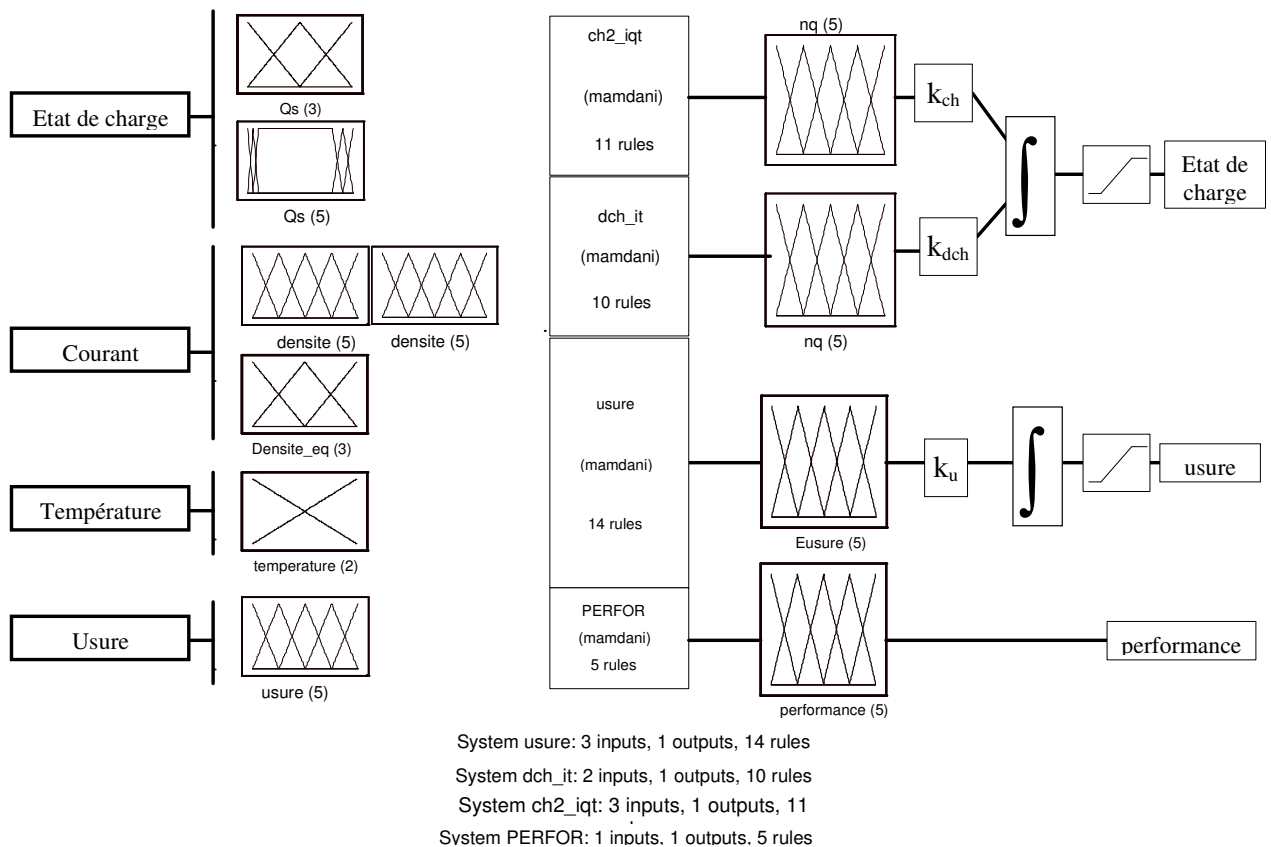 Etat de charge
Qs (3)
Qs (5)
Courant
densite (5)
densite (5)
Densite_eq (3)
Température
temperature (2)
Usure
usure (5)
ch2_iqt
(mamdani)
11 rules
dch_it
(mamdani)
10 rules
usure
(mamdani)
14 rules
PERFOR
(mamdani)
5 rules
nq (5)
kch
nq (5)
kdch
∫
Etat de
charge
Eusure (5)
ku
∫
usure
performance (5)
performance
System usure: 3 inputs, 1 outputs, 14 rules
System dch_it: 2 inputs, 1 outputs, 10 rules
System ch2_iqt: 3 inputs, 1 outputs, 11
System PERFOR: 1 inputs, 1 outputs, 5 rules